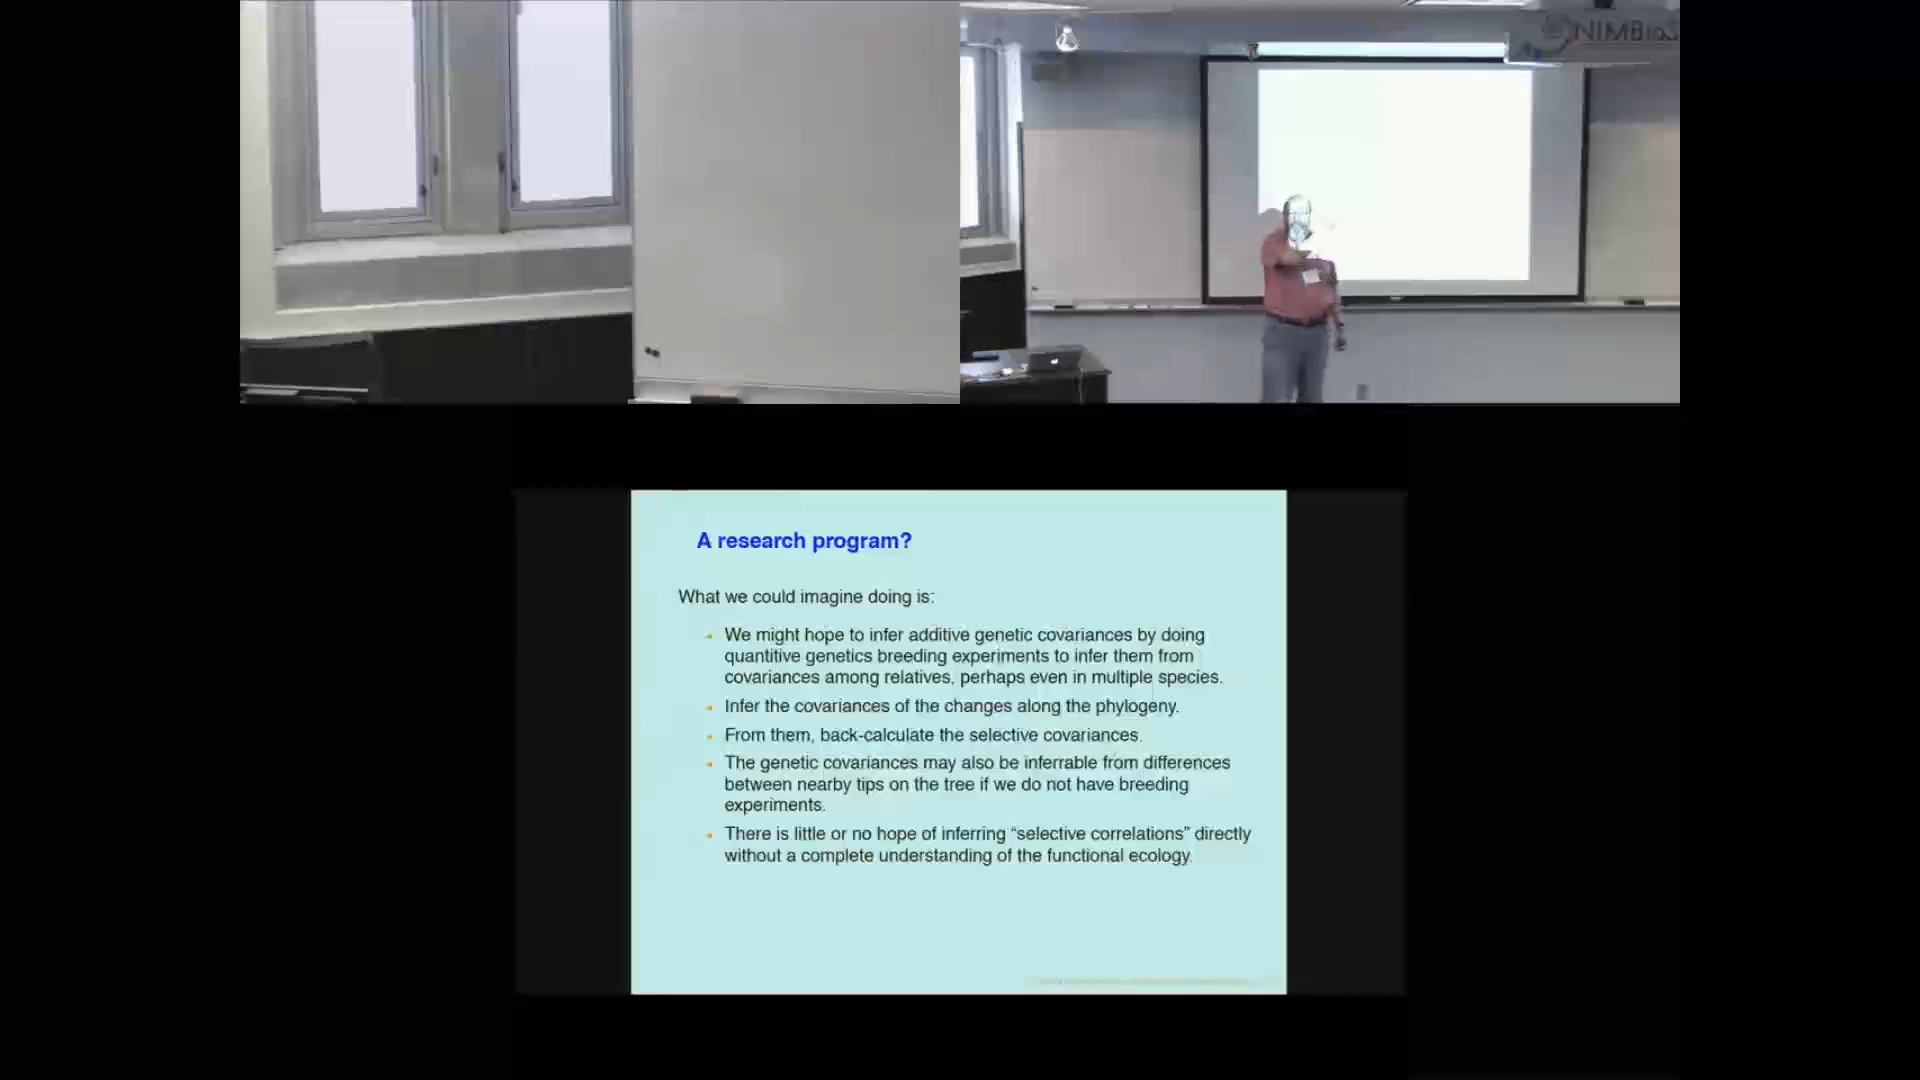 NIMBioS
A research program?
What we could imagine doing is:
We might hope to infer additive genetic covariances by doing
quantitive genetics breeding experiments to infer them from
covariances among relatives, perhaps even in multiple species.
Infer the covariances of the changes along the phylogeny.
From them, back-calculate the selective covariances.
The genetic covariances may also be inferrable from differences
between nearby tips on the tree if we do not have breeding
experiments.
There is little or no hope of inferring “selective correlations” directly
without a complete understanding of the functional ecology.